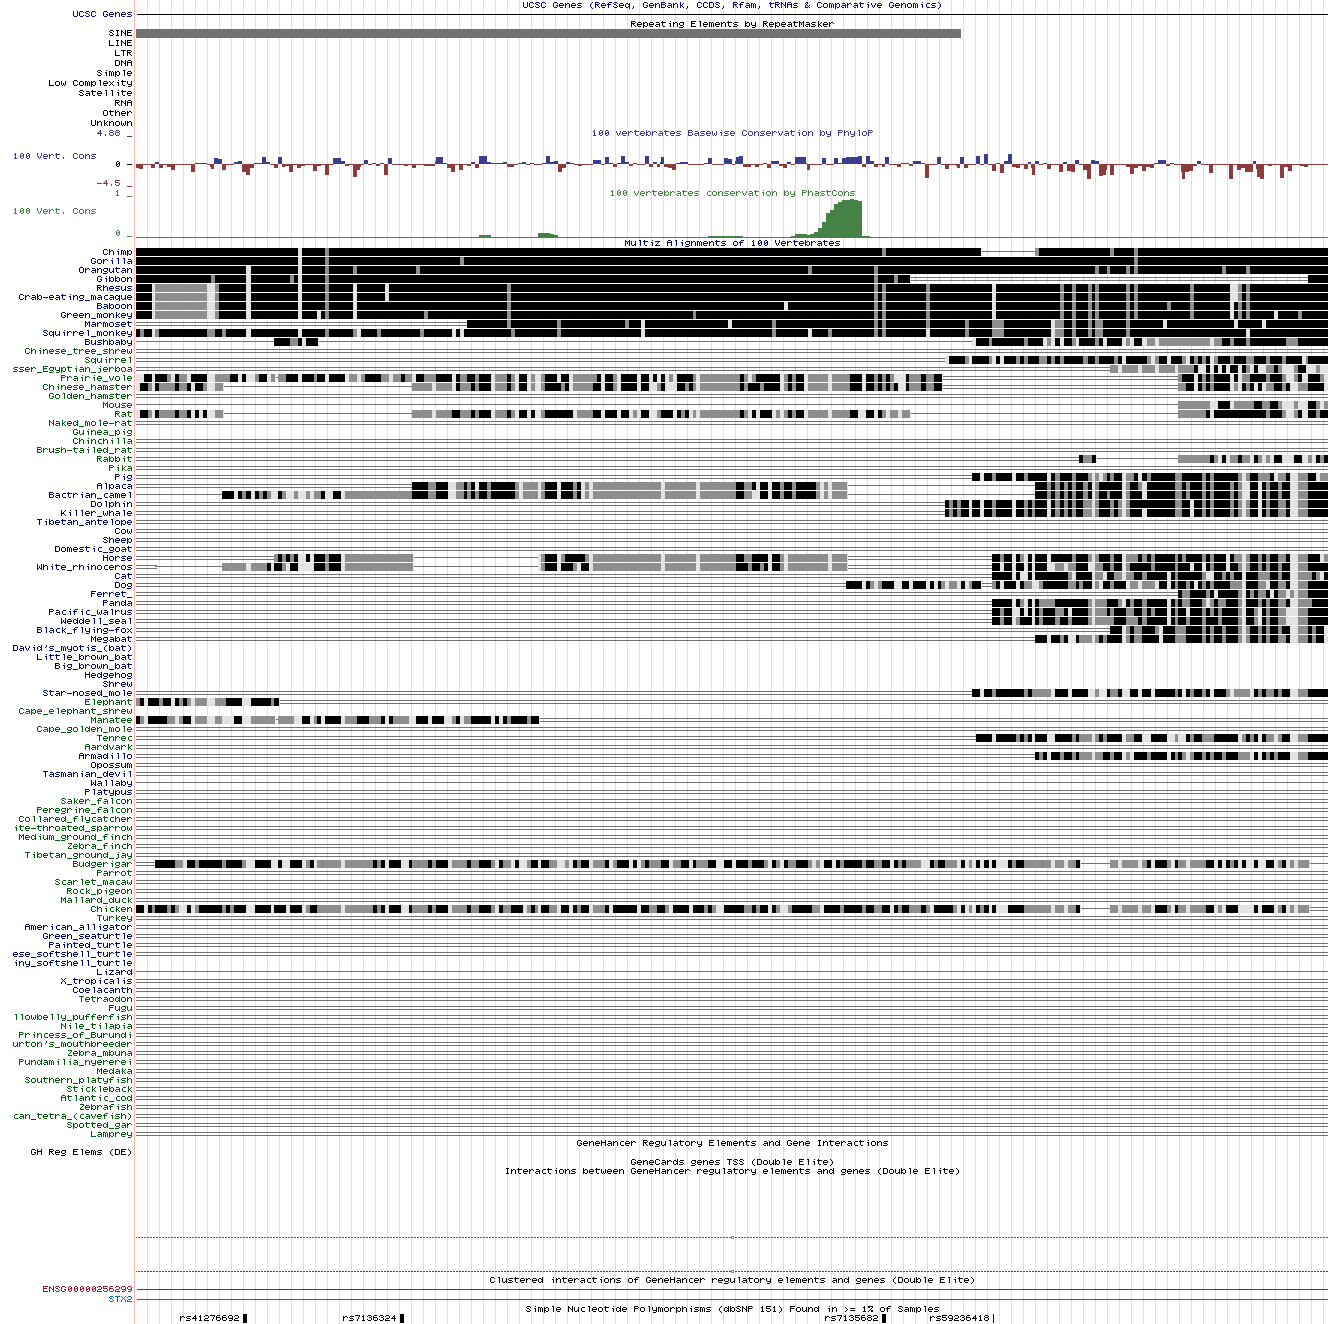 UCSC Genes (RefSeq, GenBank, CCDS, Rfam, tRNAs & Comparative Genomics)
UCSC Genes
Repeating Elements by RepeatMasker
SINE
LINE
LTR
DNA
Simple
Low Complexity
Satellite
RNA
Other
Unknown
4.88 _
100 vertebrates Basewise Conservation by PhyloP
100 Vert. Cons
0 -
-4.5 _
100 vertebrates conservation by PhastCons
1 _
100 Vert. Cons
0 _
Multiz Alignments of 100 Vertebrates
Chimp
Gorilla
Orangutan
Gibbon
Rhesus
Crab-eating_macaque
Baboon
Green_monkey
Marmoset
Squirrel_monkey
Bushbaby
Chinese_tree_shrew
Squirrel
sser_Egyptian_jerboa
Prairie_vole
Chinese_hamster
Golden_hamster
Mouse
Rat
Naked_mole-rat
Guinea_pig
Chinchilla
Brush-tailed_rat
Rabbit
Pika
Pig
Alpaca
Bactrian_camel
Dolphin
Killer_whale
Tibetan_antelope
Cow
Sheep
Domestic_goat
Horse
White_rhinoceros
Cat
Dog
Ferret_
Panda
Pacific_walrus
Weddell_seal
Black_flying-fox
Megabat
David's_myotis_(bat)
Little_brown_bat
Big_brown_bat
Hedgehog
Shrew
Star-nosed_mole
Elephant
Cape_elephant_shrew
Manatee
Cape_golden_mole
Tenrec
Aardvark
Armadillo
Opossum
Tasmanian_devil
Wallaby
Platypus
Saker_falcon
Peregrine_falcon
Collared_flycatcher
ite-throated_sparrow
Medium_ground_finch
Zebra_finch
Tibetan_ground_jay
Budgerigar
Parrot
Scarlet_macaw
Rock_pigeon
Mallard_duck
Chicken
Turkey
American_alligator
Green_seaturtle
Painted_turtle
ese_softshell_turtle
iny_softshell_turtle
Lizard
X_tropicalis
Coelacanth
Tetraodon
Fugu
llowbelly_pufferfish
Nile_tilapia
Princess_of_Burundi
urton's_mouthbreeder
Zebra_mbuna
Pundamilia_nyererei
Medaka
Southern_platyfish
Stickleback
Atlantic_cod
Zebrafish
can_tetra_(cavefish)
Spotted_gar
Lamprey
GeneHancer Regulatory Elements and Gene Interactions
GH Reg Elems (DE)
GeneCards genes TSS (Double Elite)
Interactions between GeneHancer regulatory elements and genes (Double Elite)
Clustered interactions of GeneHancer regulatory elements and genes (Double Elite)
ENSG00000256299
STX2
Simple Nucleotide Polymorphisms (dbSNP 151) Found in >= 1% of Samples
rs41276692 rs7136324 rs7135682 rs59236418